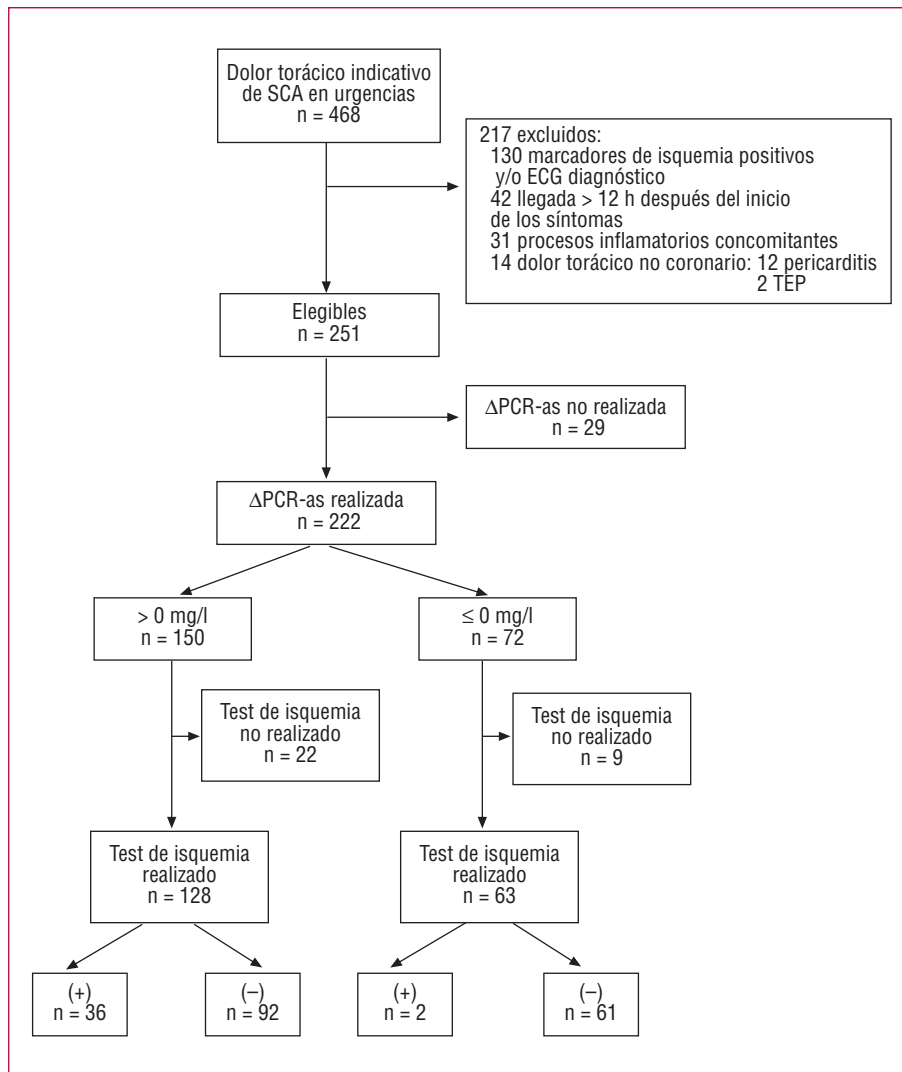 Dolor torácico indicativo
de SCA en urgencias
n = 468
217 excluidos:
130 marcadores de isquemia positivos
y/o ECG diagnóstico
42 llegada > 12 h después del inicio
de los síntomas
31 procesos inflamatorios concomitantes
14 dolor torácico no coronario: 12 pericarditis
2 TEP
Elegibles
n = 251
ΔPCR-as no realizada
n = 29
ΔPCR-as realizada
n = 222
> 0 mg/l
n = 150
≤ 0 mg/l
n = 72
Test de isquemia
no realizado
n = 22
Test de isquemia
no realizado
n = 9
Test de isquemia
realizado
n = 128
Test de isquemia
realizado
n = 63
(+)
n = 36
(–)
n = 92
(+)
n = 2
(–)
n = 61